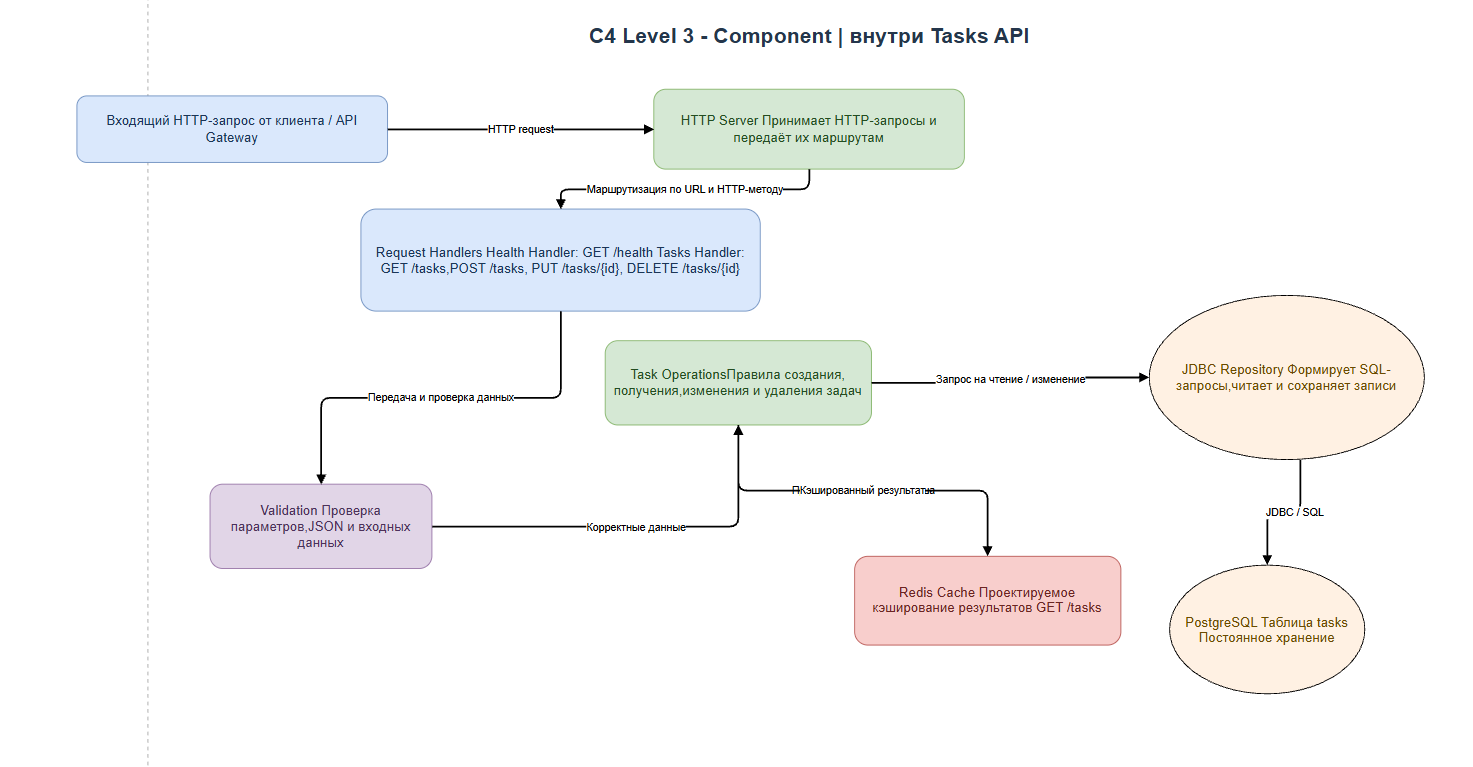 C4 Level 3 - Component | внутри Tasks API
Входящий HTTP-запрос от клиента / API
Gateway
HTTP request
HTTP Server Принимает HTTP-запросы и
передаёт их маршрутам
Маршрутизация по URL и HTTP-методу
Request Handlers Health Handler: GET /health Tasks Handler:
GET /tasks,POST /tasks, PUT /tasks/{id}, DELETE /tasks/{id}
Task OperationsПравила создания,
получения,изменения и удаления задач
Запрос на чтение / изменение
JDBC Repository Формирует SQL-
запросы,читает и сохраняет записи
Передача и проверка данных
Validation Проверка
параметров,JSON и входных
данных
Корректные данные
ПКэшированный результатıа
JDBC / SQL
Redis Cache Проектируемое
кэширование результатов GET /tasks
PostgreSQL Таблица tasks
Постоянное хранение